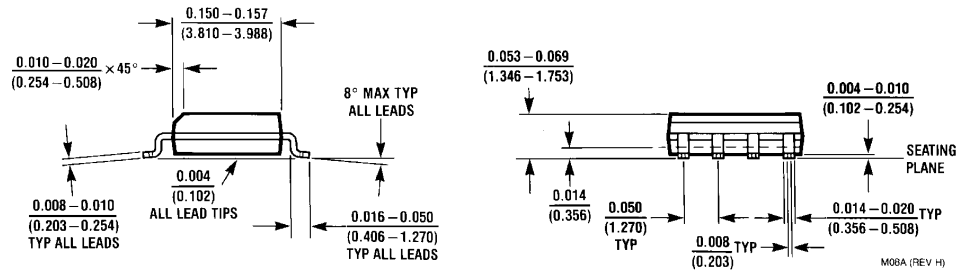 0.150 – 0.157
(3.810 – 3.988)
0.010 – 0.020 × 45°
(0.254 – 0.508)
8° MAX TYP
ALL LEADS
0.004
(0.102)
ALL LEAD TIPS
0.008 – 0.010
(0.203 – 0.254)
TYP ALL LEADS
0.016 – 0.050
(0.406 – 1.270)
TYP ALL LEADS
0.053 – 0.069
(1.346 – 1.753)
0.004 – 0.010
(0.102 – 0.254)
SEATING
PLANE
0.014
(0.356)
0.050
(1.270)
TYP
0.014 – 0.020 TYP
(0.356 – 0.508)
0.008 TYP
(0.203)
M08A (REV H)